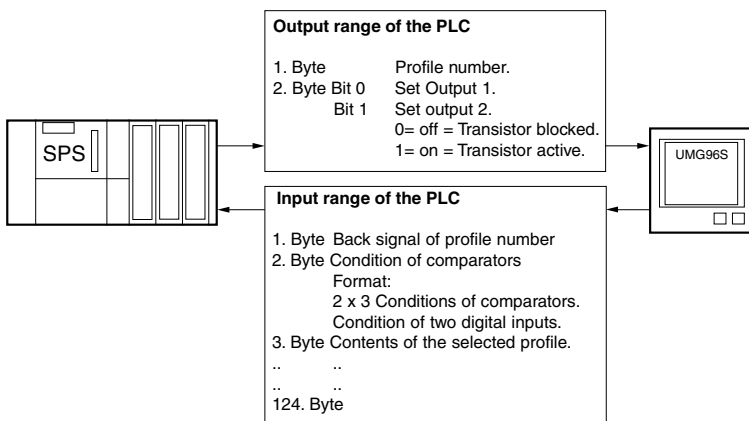 Output range of the PLC
1. Byte Profile number.
2. Byte Bit 0 Set Output 1.
Bit 1 Set output 2.
0= off = Transistor blocked.
1= on = Transistor active.
SPS
UMG96S
Input range of the PLC
1. Byte Back signal of profile number
2. Byte Condition of comparators
Format:
2 x 3 Conditions of comparators.
Condition of two digital inputs.
3. Byte Contents of the selected profile.
.. ..
.. ..
124. Byte